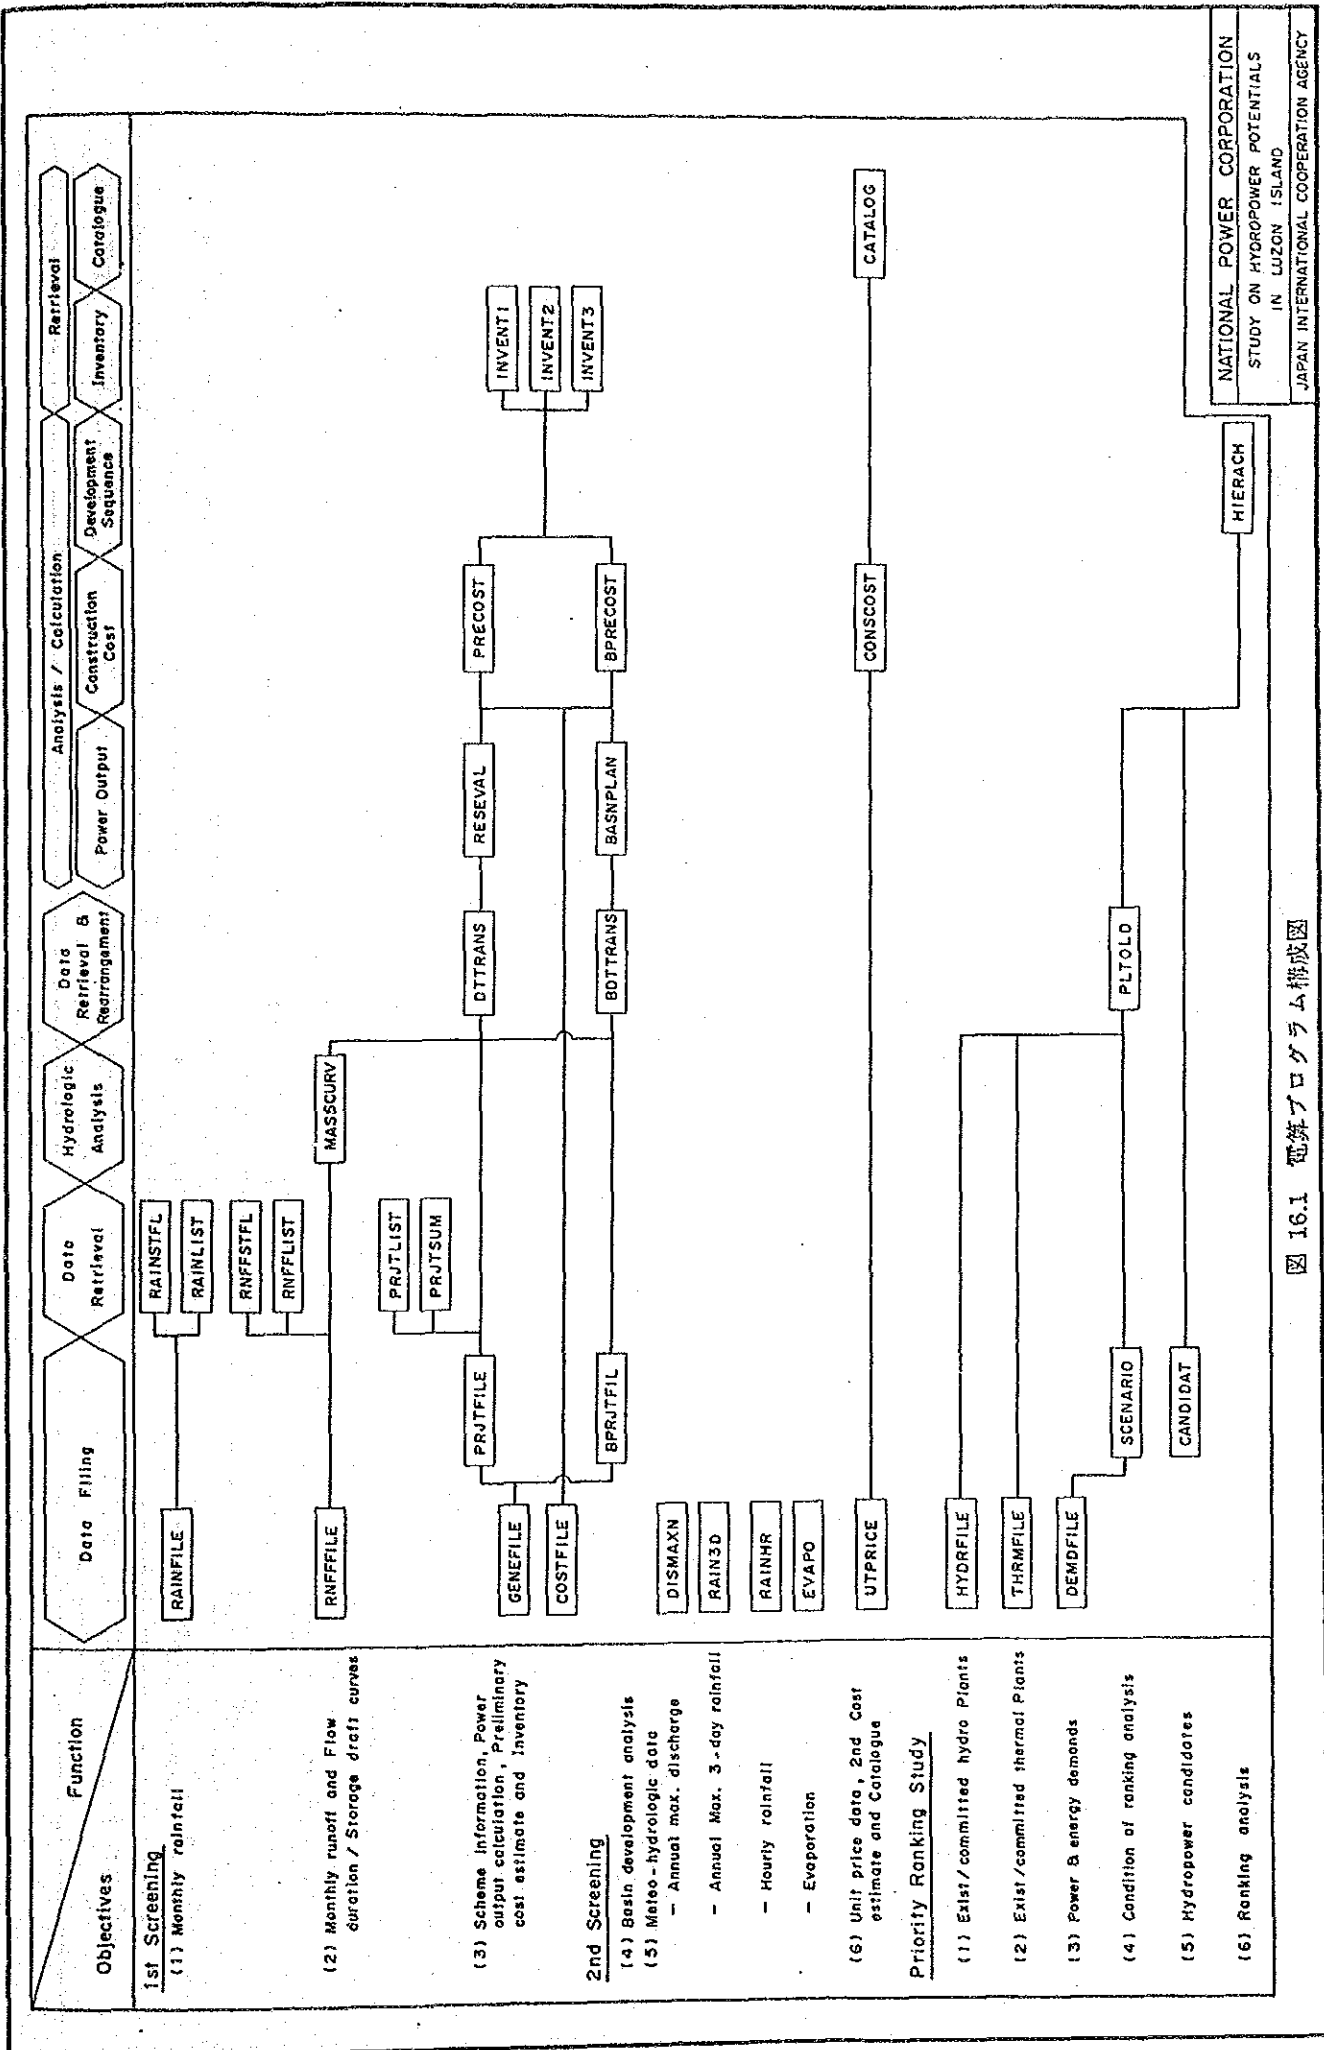 Function
Objectives
Data Filing
Data
Retrieval
Hydrologic
Analysis
Data
Retrieval &
Rearrangement
Analysis / Calculation
Power Output
Construction
Cost
Development
Sequence
Retrieval
Inventory
Catalogue
1st Screening
(1) Monthly rainfall
RAINFILE
RAINSTFL
RAINLIST
(2) Monthly runoff and Flow
duration / Storage draft curves
RNFFFILE
RNFFSTFL
RNFFLIST
MASSCURV
(3) Scheme Information, Power
output calculation, Preliminary
cost estimate and Inventory
GENEFILE
COSTFILE
PRJTFILE
BPRJTFIL
PRJTLIST
PRJTSUM
DTTRANS
BDTTRANS
RESEVAL
BASNPLAN
PRECOST
BPRECOST
INVENT1
INVENT2
INVENT3
2nd Screening
(4) Basin development analysis
(5) Meteo-hydrologic data
- Annual max. discharge
DISMAXN
- Annual Max. 3-day rainfall
RAIN3D
- Hourly rainfall
RAINHR
- Evaporation
EVAPO
(6) Unit price data, 2nd Cost
estimate and Catalogue
UTPRICE
CONSCOST
CATALOG
Priority Ranking Study
(1) Exist/committed hydro Plants
HYDRFILE
(2) Exist/committed thermal Plants
THRMFILE
(3) Power & energy demands
DEMDFILE
(4) Condition of ranking analysis
SCENARIO
PLTOLD
(5) Hydropower candidates
CANDIDAT
(6) Ranking analysis
HIERACH
NATIONAL POWER CORPORATION
STUDY ON HYDROPOWER POTENTIALS
IN LUZON ISLAND
JAPAN INTERNATIONAL COOPERATION AGENCY
図 16.1 電算プログラム構成図